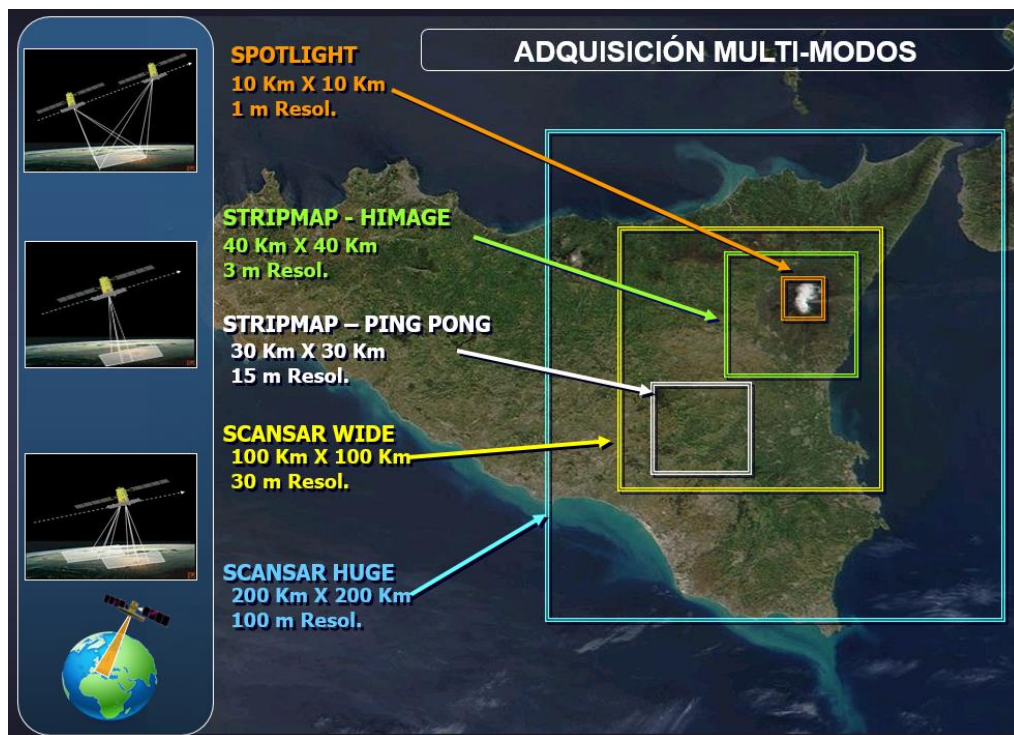 ADQUISICIÓN MULTI-MODOS
SPOTLIGHT
10 Km X 10 Km
1 m Resol.
STRIPMAP - HIMAGE
40 Km X 40 Km
3 m Resol.
STRIPMAP – PING PONG
30 Km X 30 Km
15 m Resol.
SCANSAR WIDE
100 Km X 100 Km
30 m Resol.
SCANSAR HUGE
200 Km X 200 Km
100 m Resol.